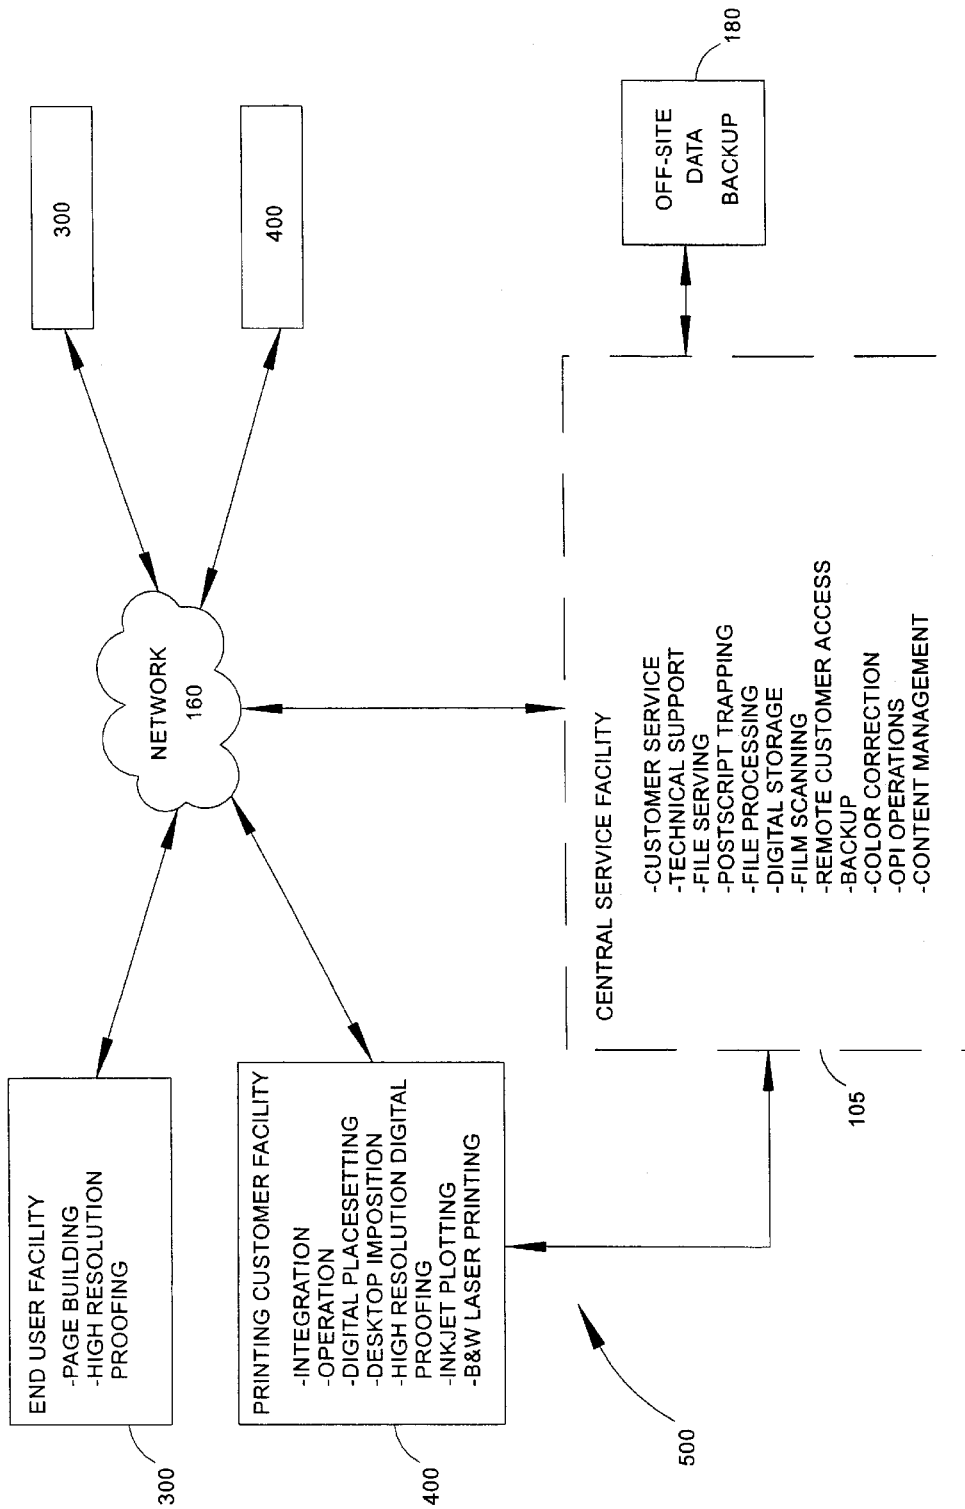 END USER FACILITY
-PAGE BUILDING
-HIGH RESOLUTION
PROOFING
300
PRINTING CUSTOMER FACILITY
-INTEGRATION
-OPERATION
-DIGITAL PLACESETTING
-DESKTOP IMPOSITION
-HIGH RESOLUTION DIGITAL
PROOFING
-INKJET PLOTTING
-B&W LASER PRINTING
400
500
NETWORK
160
300
400
CENTRAL SERVICE FACILITY
-CUSTOMER SERVICE
-TECHNICAL SUPPORT
-FILE SERVING
-POSTSCRIPT TRAPPING
-FILE PROCESSING
-DIGITAL STORAGE
-FILM SCANNING
-REMOTE CUSTOMER ACCESS
-BACKUP
-COLOR CORRECTION
-OPI OPERATIONS
-CONTENT MANAGEMENT
105
OFF-SITE
DATA
BACKUP
180